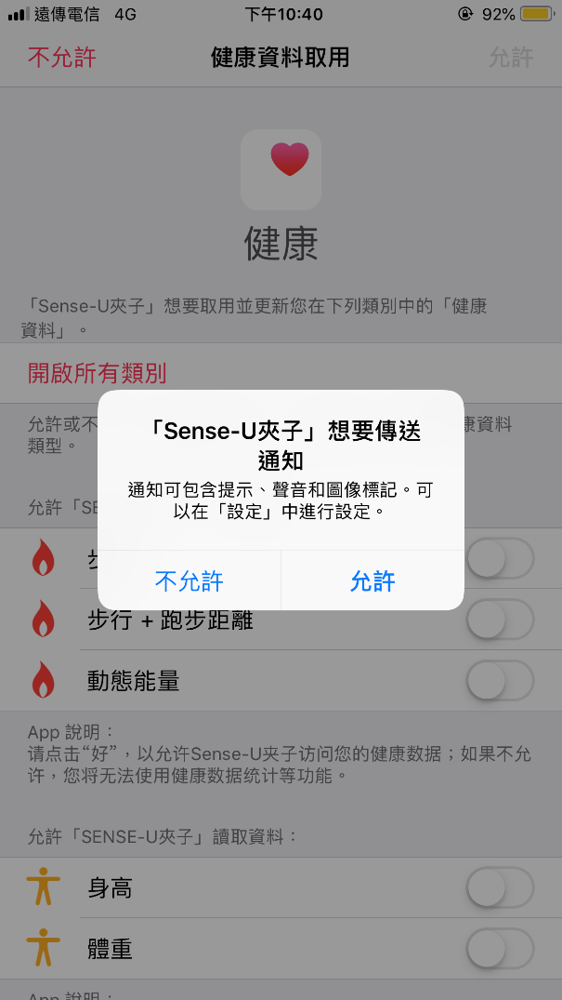 遠傳電信 4G 下午10:40 92%
不允許 健康資料取用 允許
健康
「Sense-U夾子」想要取用並更新您在下列類別中的「健康
資料」。
開啟所有類別
允許或不
康資料
類型。
「Sense-U夾子」想要傳送
通知
通知可包含提示、聲音和圖像標記。可
以在「設定」中進行設定。
不允許 允許
允許「SE
步行 + 跑步距離
動態能量
App 說明：
请点击“好”，以允许Sense-U夹子访问您的健康数据；如果不允
许，您将无法使用健康数据统计等功能。
允許「SENSE-U夾子」讀取資料：
身高
體重
App 說明：